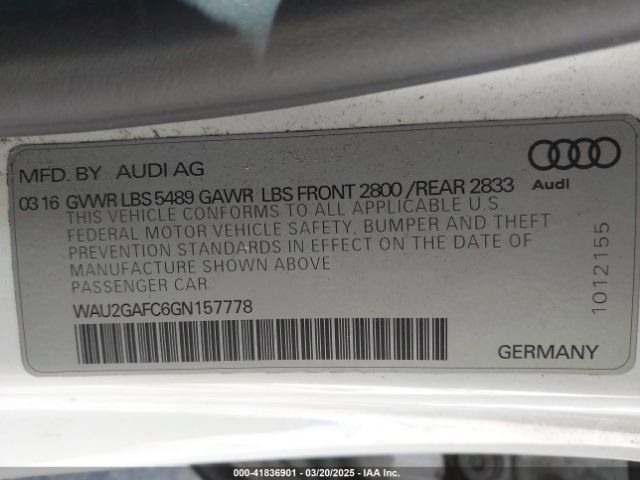 MFD. BY AUDI AG
Audi
03 16 GVWR LBS 5489 GAWR LBS FRONT 2800 /REAR 2833
THIS VEHICLE CONFORMS TO ALL APPLICABLE U.S.
FEDERAL MOTOR VEHICLE SAFETY, BUMPER AND THEFT
PREVENTION STANDARDS IN EFFECT ON THE DATE OF
MANUFACTURE SHOWN ABOVE
PASSENGER CAR
WAU2GAFC6GN157778
1012155
GERMANY
000-41836901 - 03/20/2025 - IAA Inc.